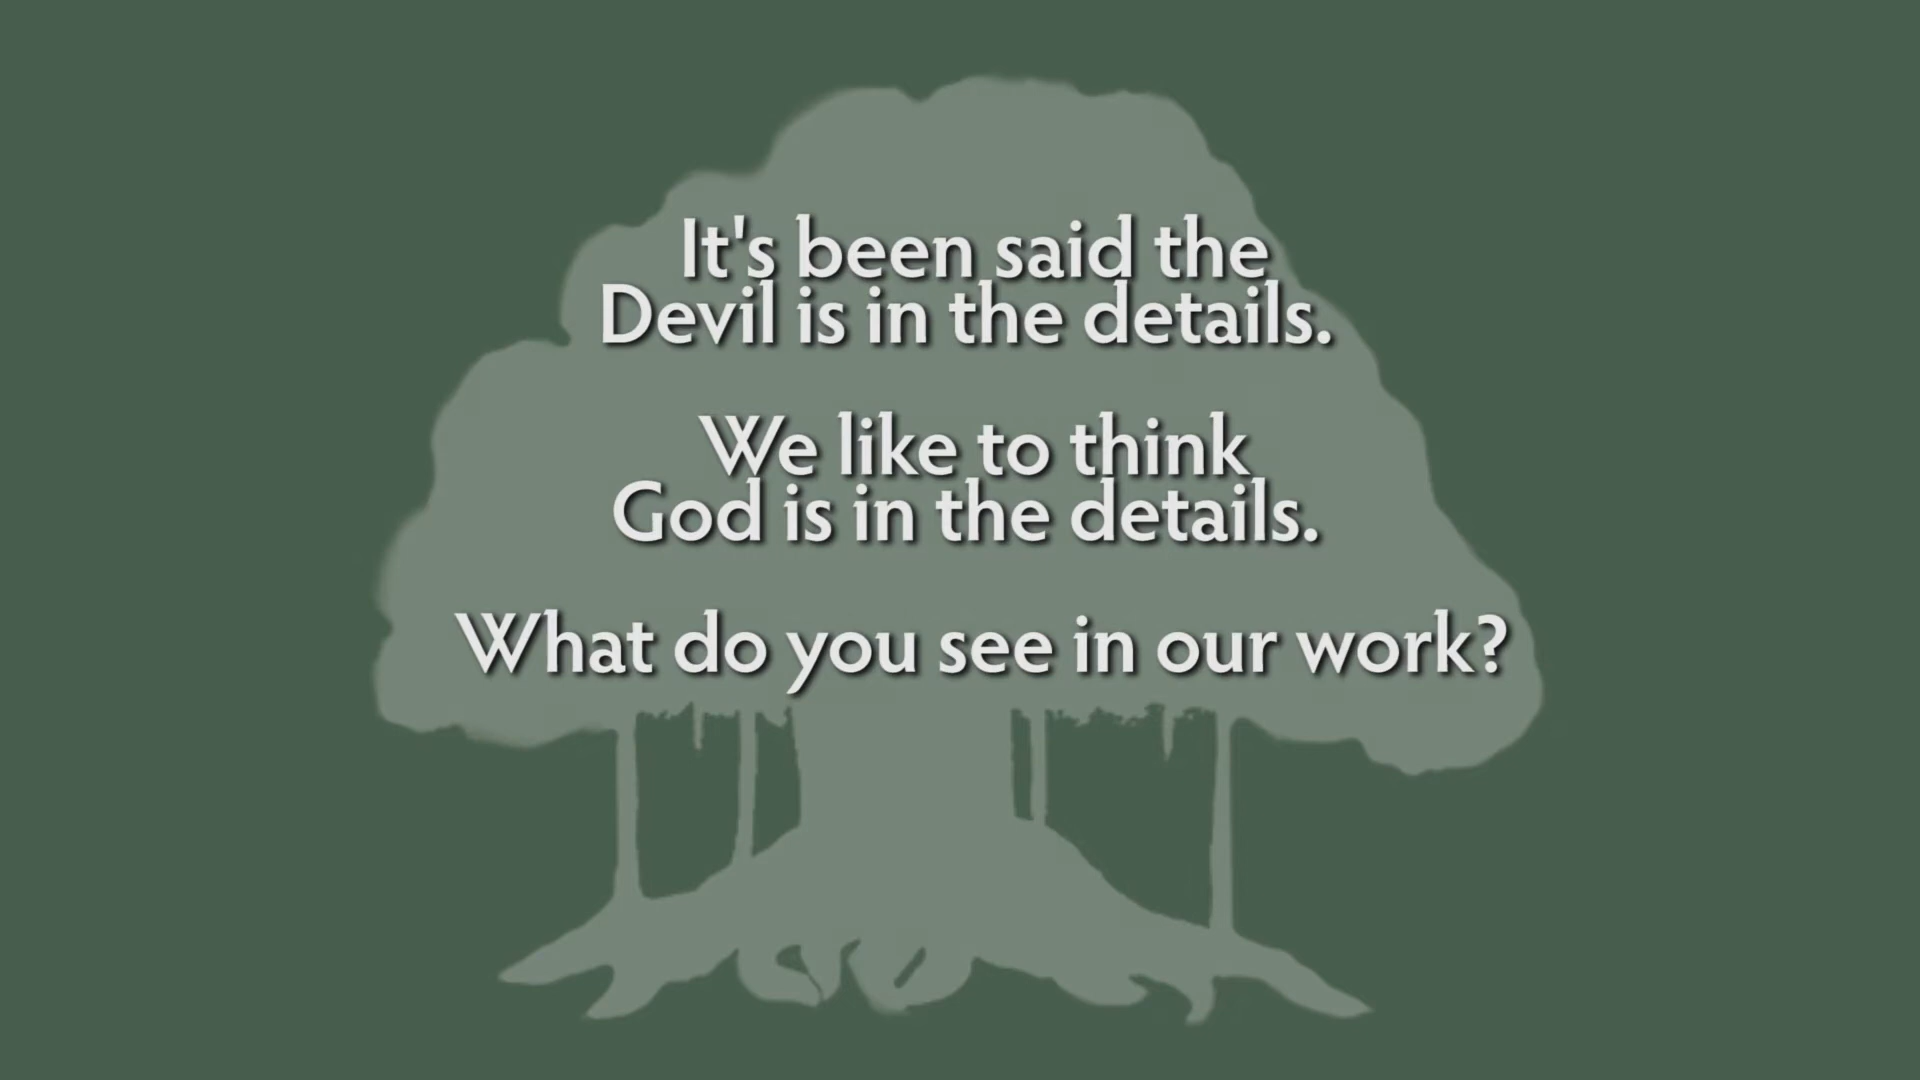 It's been said the
Devil is in the details.
We like to think
God is in the details.
What do you see in our work?